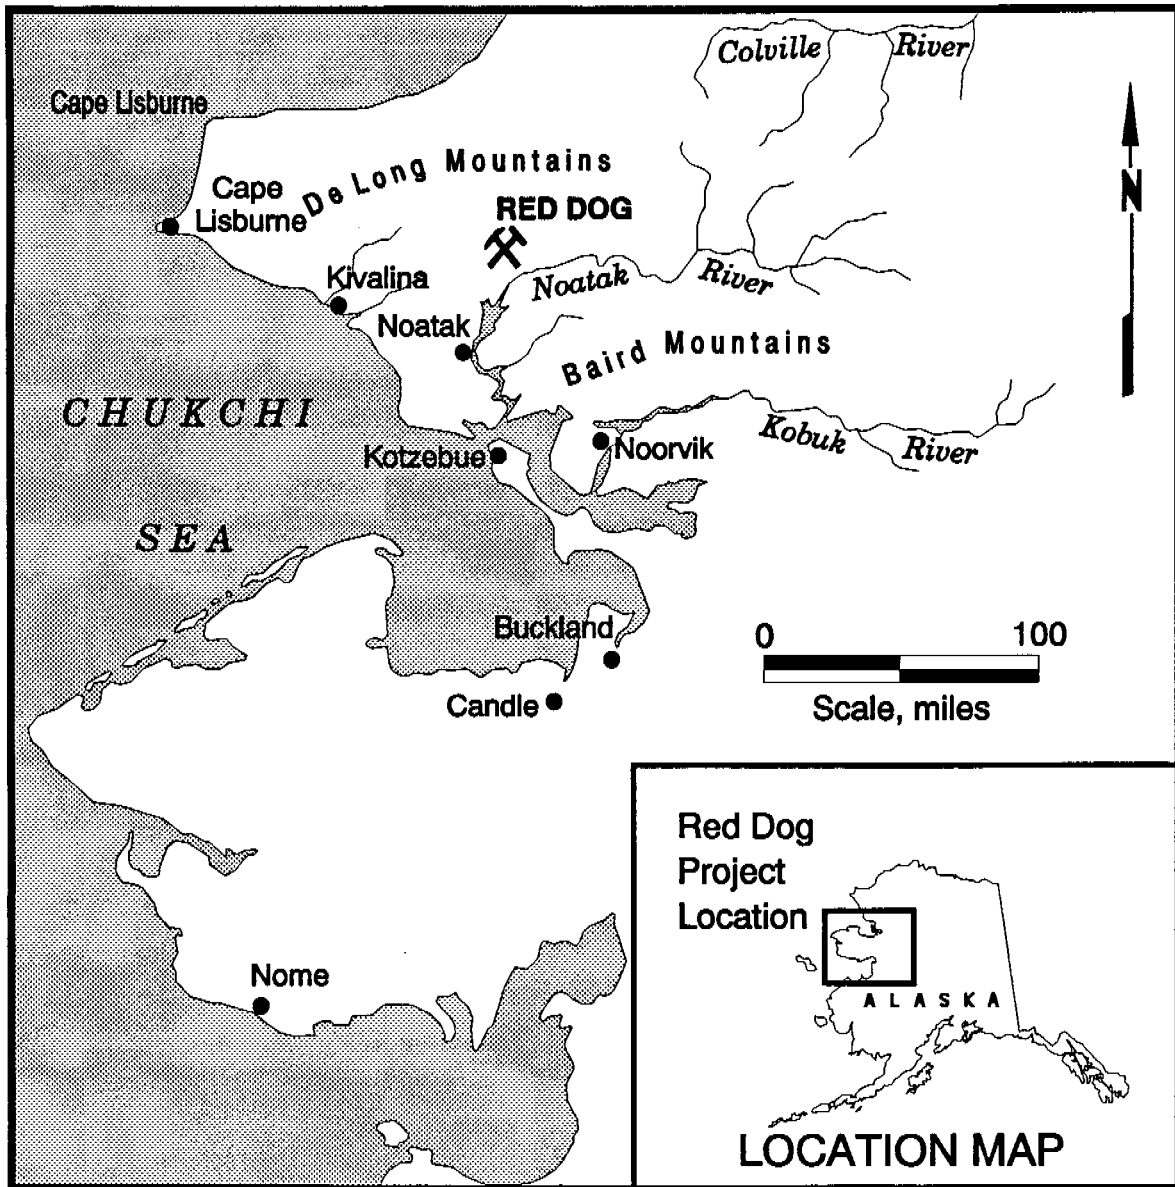 Colville River
Cape Lisburne
De Long Mountains
Cape
Lisburne
RED DOG
N
Kivalina
Noatak River
Noatak
Baird Mountains
CHUKCHI
SEA
Kotzebue
Noorvik
Kobuk River
Buckland
0 100
Scale, miles
Candle
Nome
Red Dog
Project
Location
ALASKA
LOCATION MAP